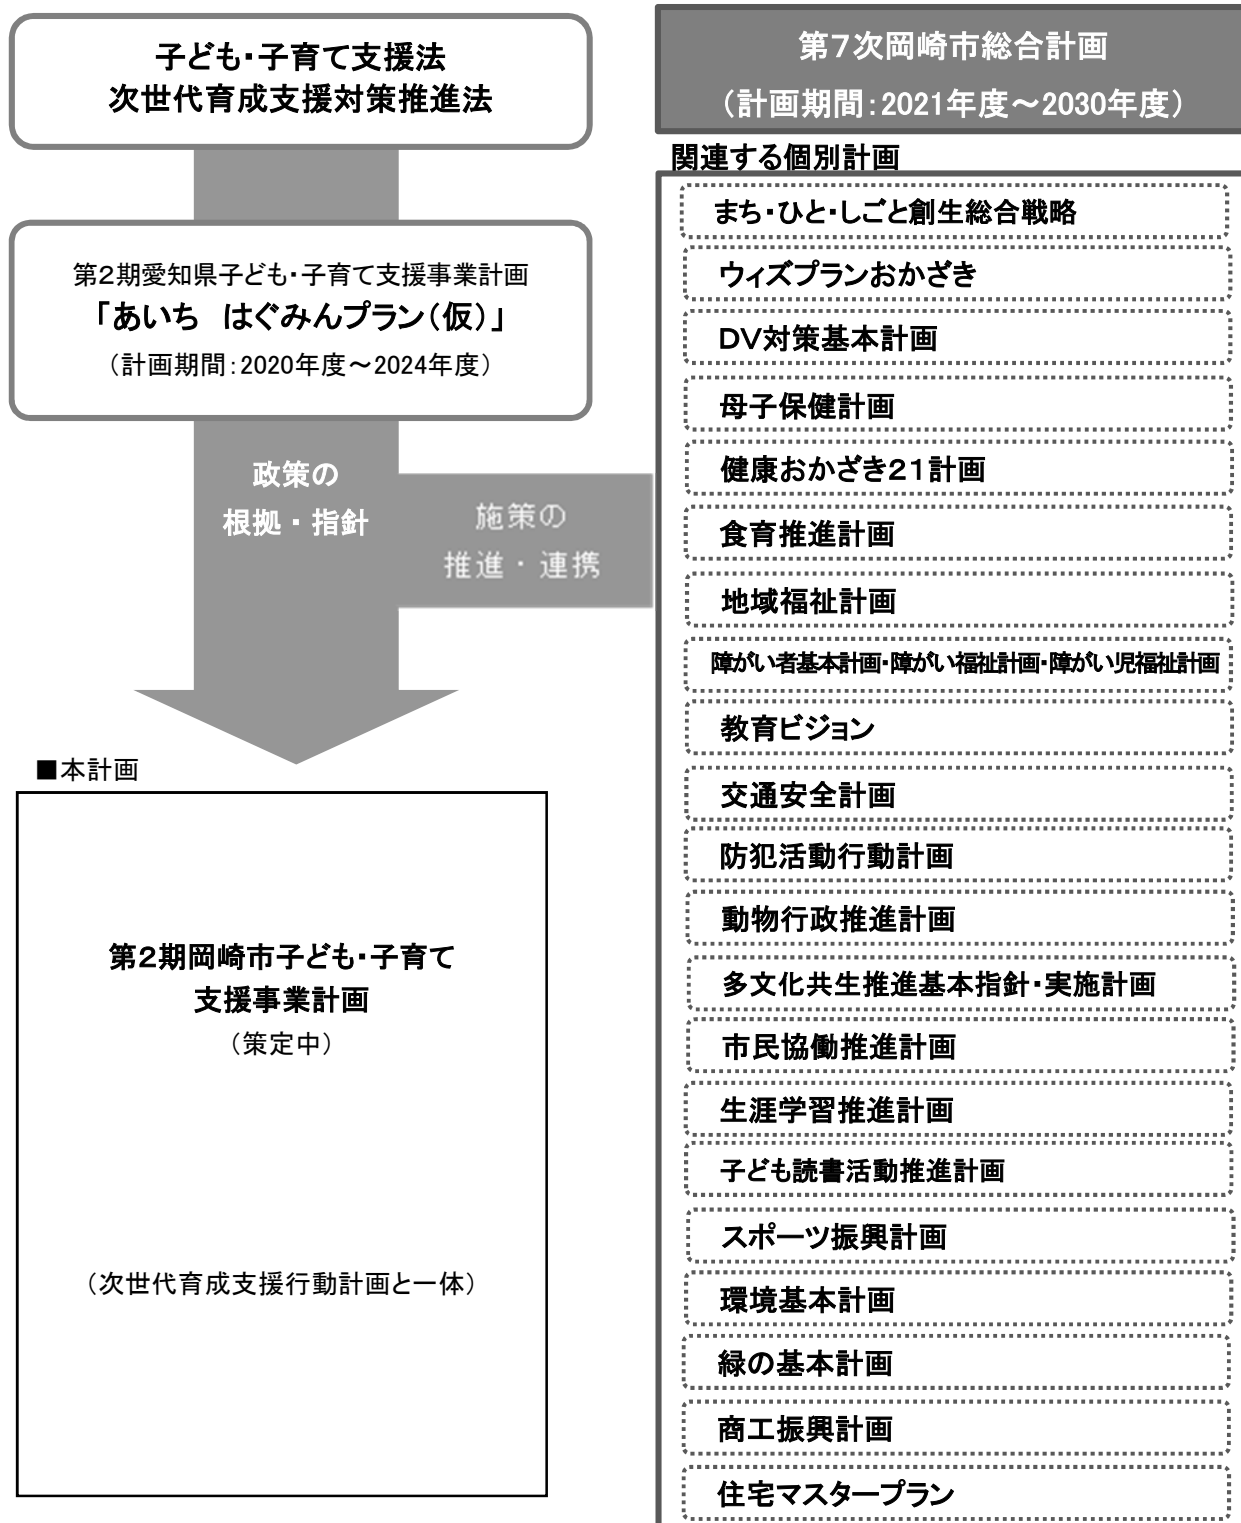 子ども・子育て支援法
次世代育成支援対策推進法
第2期愛知県子ども・子育て支援事業計画
「あいち　はぐみんプラン（仮）」
（計画期間：2020年度～2024年度）
政策の
根拠・指針
施策の
推進・連携
■本計画
第2期岡崎市子ども・子育て
支援事業計画
（策定中）
（次世代育成支援行動計画と一体）
第7次岡崎市総合計画
（計画期間：2021年度～2030年度）
関連する個別計画
まち・ひと・しごと創生総合戦略
ウィズプランおかざき
DV対策基本計画
母子保健計画
健康おかざき21計画
食育推進計画
地域福祉計画
障がい者基本計画・障がい福祉計画・障がい児福祉計画
教育ビジョン
交通安全計画
防犯活動行動計画
動物行政推進計画
多文化共生推進基本指針・実施計画
市民協働推進計画
生涯学習推進計画
子ども読書活動推進計画
スポーツ振興計画
環境基本計画
緑の基本計画
商工振興計画
住宅マスタープラン